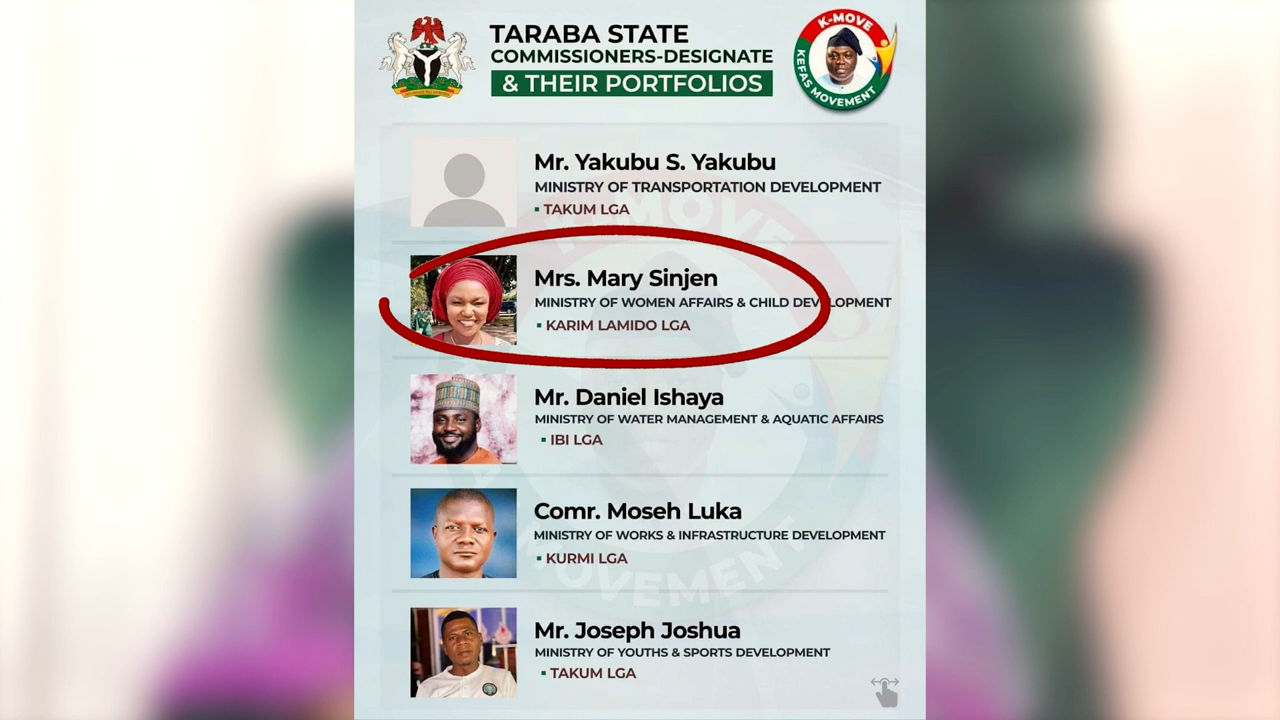 TARABA STATE
COMMISSIONERS-DESIGNATE
& THEIR PORTFOLIOS
K-MOVE
KEFAS MOVEMENT
Mr. Yakubu S. Yakubu
MINISTRY OF TRANSPORTATION DEVELOPMENT
▪ TAKUM LGA
Mrs. Mary Sinjen
MINISTRY OF WOMEN AFFAIRS & CHILD DEVELOPMENT
▪ KARIM LAMIDO LGA
Mr. Daniel Ishaya
MINISTRY OF WATER MANAGEMENT & AQUATIC AFFAIRS
▪ IBI LGA
Comr. Moseh Luka
MINISTRY OF WORKS & INFRASTRUCTURE DEVELOPMENT
▪ KURMI LGA
Mr. Joseph Joshua
MINISTRY OF YOUTHS & SPORTS DEVELOPMENT
▪ TAKUM LGA
K-MOVE
MOVEMENT